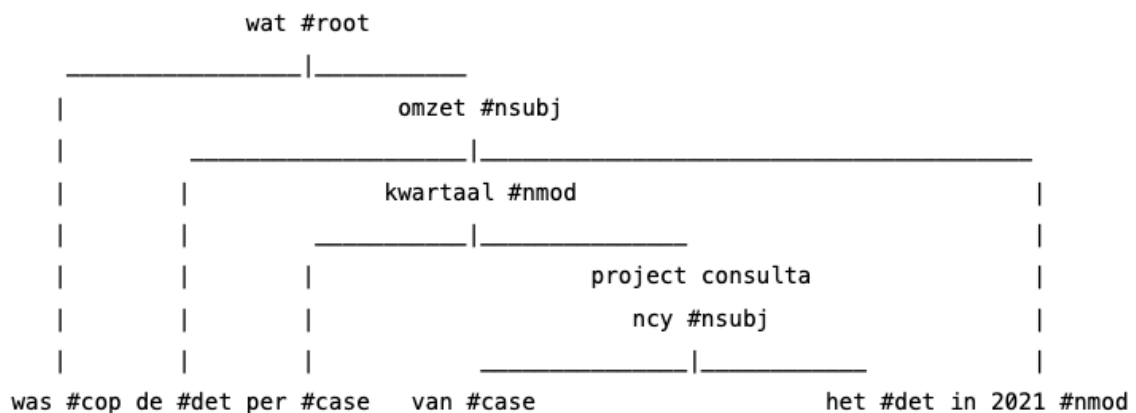 wat #root
omzet #nsubj
kwartaal #nmod
project consulta
ncy #nsubj
was #cop de #det per #case van #case het #det in 2021 #nmod